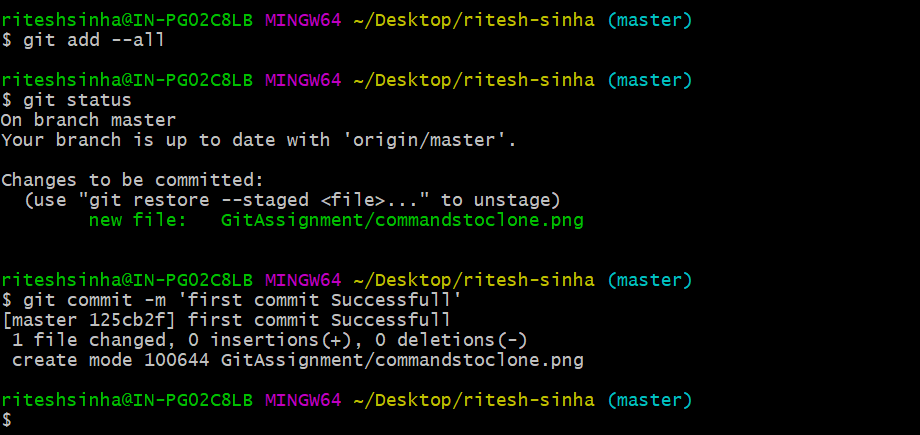 riteshsinha@IN-PG02C8LB MINGW64 ~/Desktop/ritesh-sinha (master)
$ git add --all
riteshsinha@IN-PG02C8LB MINGW64 ~/Desktop/ritesh-sinha (master)
$ git status
On branch master
Your branch is up to date with 'origin/master'.
Changes to be committed:
  (use "git restore --staged <file>..." to unstage)
        new file:   GitAssignment/commandstoclone.png
riteshsinha@IN-PG02C8LB MINGW64 ~/Desktop/ritesh-sinha (master)
$ git commit -m 'first commit Successfull'
[master 125cb2f] first commit Successfull
 1 file changed, 0 insertions(+), 0 deletions(-)
 create mode 100644 GitAssignment/commandstoclone.png
riteshsinha@IN-PG02C8LB MINGW64 ~/Desktop/ritesh-sinha (master)
$